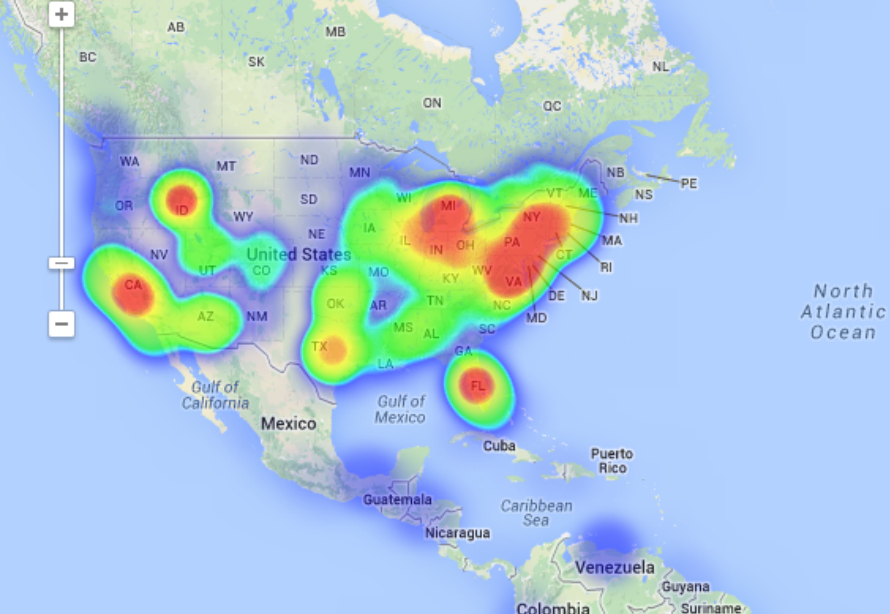 +
AB
MB
BC
SK
NL
ON
QC
WA
MT
ND
MN
NB
PE
OR
ID
WY
SD
WI
MI
VT
ME
NS
NH
NV
NE
IA
IL
IN
OH
NY
PA
MA
CT
RI
United States
UT
CO
KS
MO
KY
WV
VA
DE
NJ
CA
AZ
NM
OK
AR
TN
NC
MD
North
Atlantic
Ocean
TX
MS
AL
SC
LA
GA
FL
Gulf of
California
Gulf of
Mexico
Mexico
Cuba
Puerto
Rico
Guatemala
Caribbean
Sea
Nicaragua
Venezuela
Guyana
Colombia
Suriname